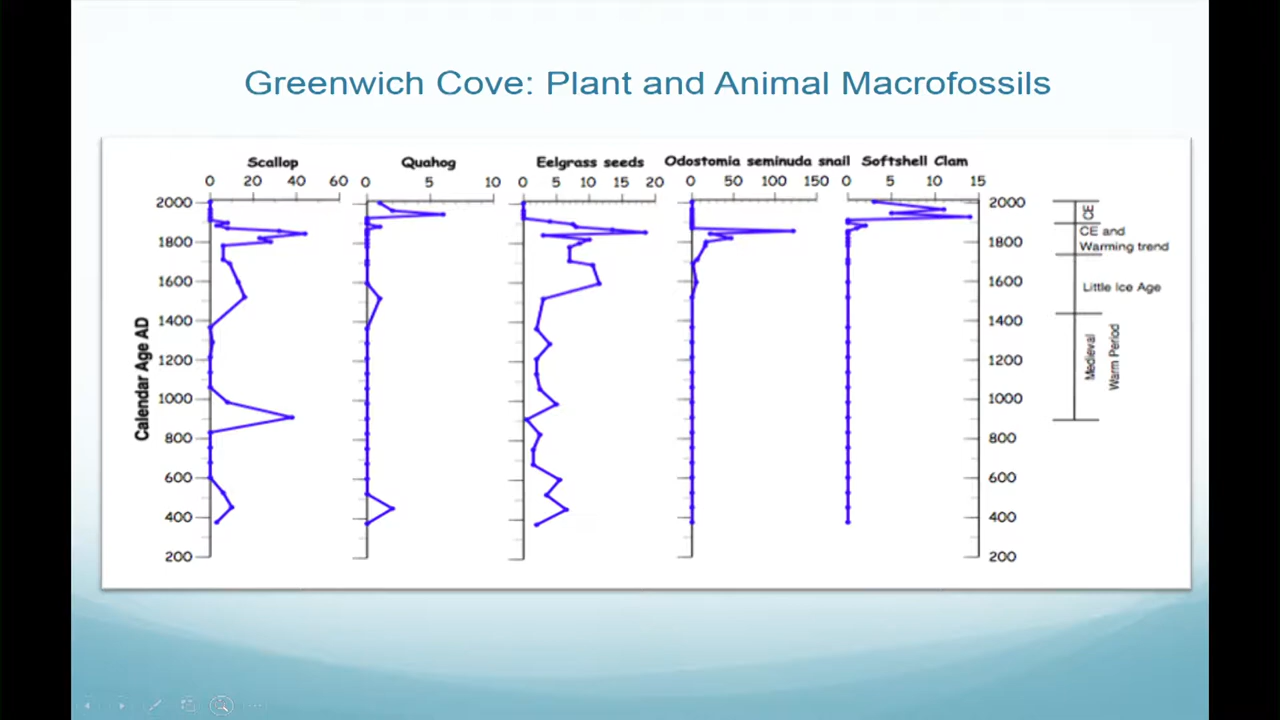 Greenwich Cove: Plant and Animal Macrofossils
Scallop Quahog Eelgrass seeds Odostomia seminuda snail Softshell Clam
0 20 40 60 0 5 10 0 5 10 15 20 0 50 100 150 0 5 10 15
2000 2000
1800 1800
1600 1600
1400 1400
1200 1200
1000 1000
800 800
600 600
400 400
200 200
Calendar Age AD
CE
CE and
Warming trend
Little Ice Age
Medieval
Warm Period